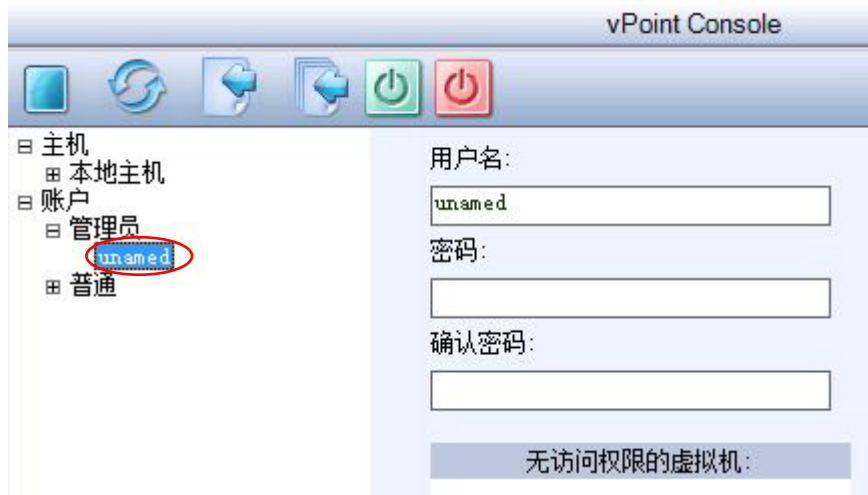 vPoint Console
主机
本地主机
账户
管理员
unamed
普通
用户名:
unamed
密码:
确认密码:
无访问权限的虚拟机: